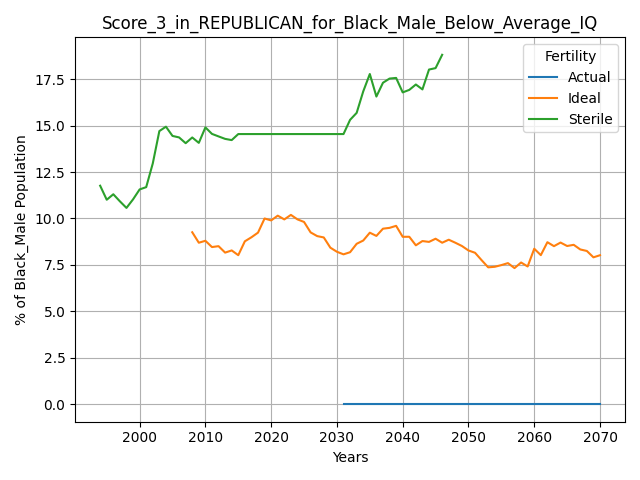 Score_3_in_REPUBLICAN_for_Black_Male_Below_Average_IQ
% of Black_Male Population
17.5
15.0
12.5
10.0
7.5
5.0
2.5
0.0
Fertility
Actual
Ideal
Sterile
2000 2010 2020 2030 2040 2050 2060 2070
Years